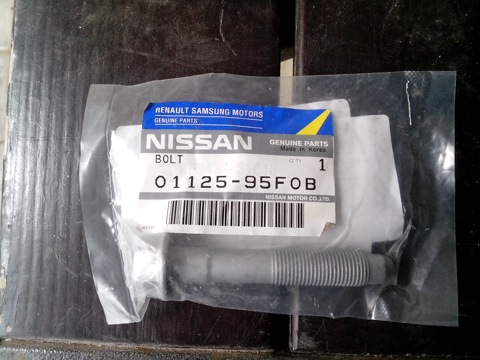 RENAULT SAMSUNG MOTORS
GENUINE PARTS
NISSAN
GENUINE PARTS
Made in Korea
BOLT
Q'TY
1
01125-95F0B
NISSAN MOTOR CO.,LTD.